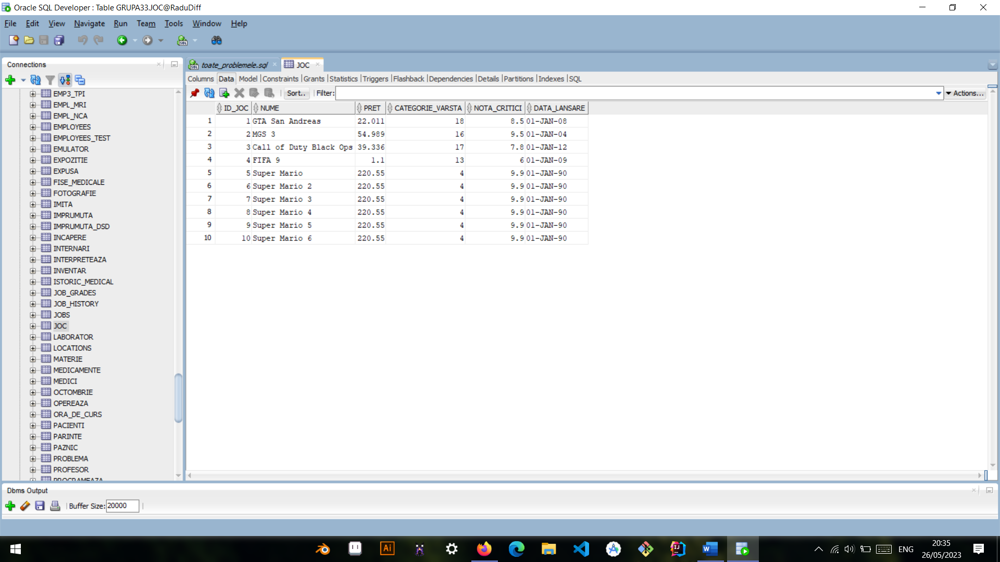 Oracle SQL Developer : Table GRUPA33.JOC@RaduDiff
File Edit View Navigate Run Team Tools Window Help
Connections
EMP3_TPI
EMPL_MRI
EMPL_NCA
EMPLOYEES
EMPLOYEES_TEST
EMULATOR
EXPOZITIE
EXPUSA
FISE_MEDICALE
FOTOGRAFIE
IMITA
IMPRUMUTA
IMPRUMUTA_DSD
INCAPERE
INTERNARI
INTERPRETEAZA
INVENTAR
ISTORIC_MEDICAL
JOB_GRADES
JOB_HISTORY
JOBS
JOC
LABORATOR
LOCATIONS
MATERIE
MEDICAMENTE
MEDICI
OCTOMBRIE
OPEREAZA
ORA_DE_CURS
PACIENTI
PARINTE
PAZNIC
PROBLEMA
PROFESOR
PROGRAMEAZA
toate_problemele.sql JOC
Columns Data Model Constraints Grants Statistics Triggers Flashback Dependencies Details Partitions Indexes SQL
Sort.. Filter: Actions...
ID_JOC NUME PRET CATEGORIE_VARSTA NOTA_CRITICI DATA_LANSARE
1 1 GTA San Andreas 22.011 18 8.5 01-JAN-08
2 2 MGS 3 54.989 16 9.5 01-JAN-04
3 3 Call of Duty Black Ops 39.336 17 7.8 01-JAN-12
4 4 FIFA 9 1.1 13 6 01-JAN-09
5 5 Super Mario 220.55 4 9.9 01-JAN-90
6 6 Super Mario 2 220.55 4 9.9 01-JAN-90
7 7 Super Mario 3 220.55 4 9.9 01-JAN-90
8 8 Super Mario 4 220.55 4 9.9 01-JAN-90
9 9 Super Mario 5 220.55 4 9.9 01-JAN-90
10 10 Super Mario 6 220.55 4 9.9 01-JAN-90
Dbms Output
Buffer Size: 20000
Ai
IJ
W
ENG
20:35
26/05/2023